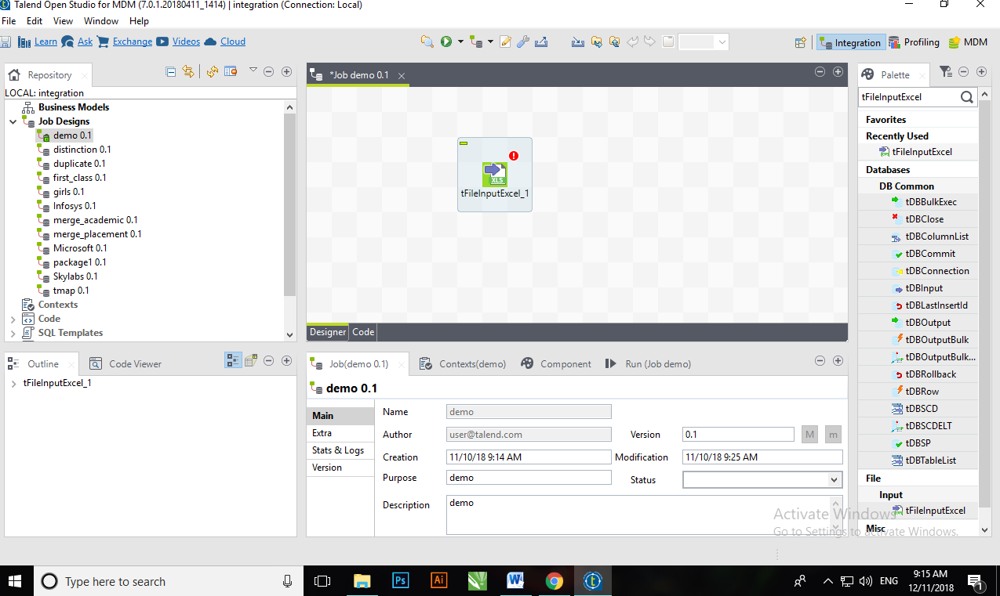 Talend Open Studio for MDM (7.0.1.20180411_1414) | integration (Connection: Local)
File Edit View Window Help
Learn Ask Exchange Videos Cloud
Integration Profiling MDM
Repository
LOCAL: integration
Business Models
Job Designs
demo 0.1
distinction 0.1
duplicate 0.1
first_class 0.1
girls 0.1
Infosys 0.1
merge_academic 0.1
merge_placement 0.1
Microsoft 0.1
package1 0.1
Skylabs 0.1
tmap 0.1
Contexts
Code
SQL Templates
*Job demo 0.1
XLS
tFileInputExcel_1
Designer Code
Palette
tFileInputExcel
Favorites
Recently Used
tFileInputExcel
Databases
DB Common
tDBBulkExec
tDBClose
tDBColumnList
tDBCommit
tDBConnection
tDBInput
tDBLastInsertId
tDBOutput
tDBOutputBulk
tDBOutputBulk...
tDBRollback
tDBRow
tDBSCD
tDBSCDELT
tDBSP
tDBTableList
File
Input
tFileInputExcel
Misc
Outline Code Viewer
tFileInputExcel_1
Job(demo 0.1) Contexts(demo) Component Run (Job demo)
demo 0.1
Main
Extra
Stats & Logs
Version
Name demo
Author user@talend.com Version 0.1 M m
Creation 11/10/18 9:14 AM Modification 11/10/18 9:25 AM
Purpose demo Status
Description demo
Activate Windows
Go to Settings to activate Windows.
Type here to search
Ps Ai W
ENG
9:15 AM
12/11/2018
1